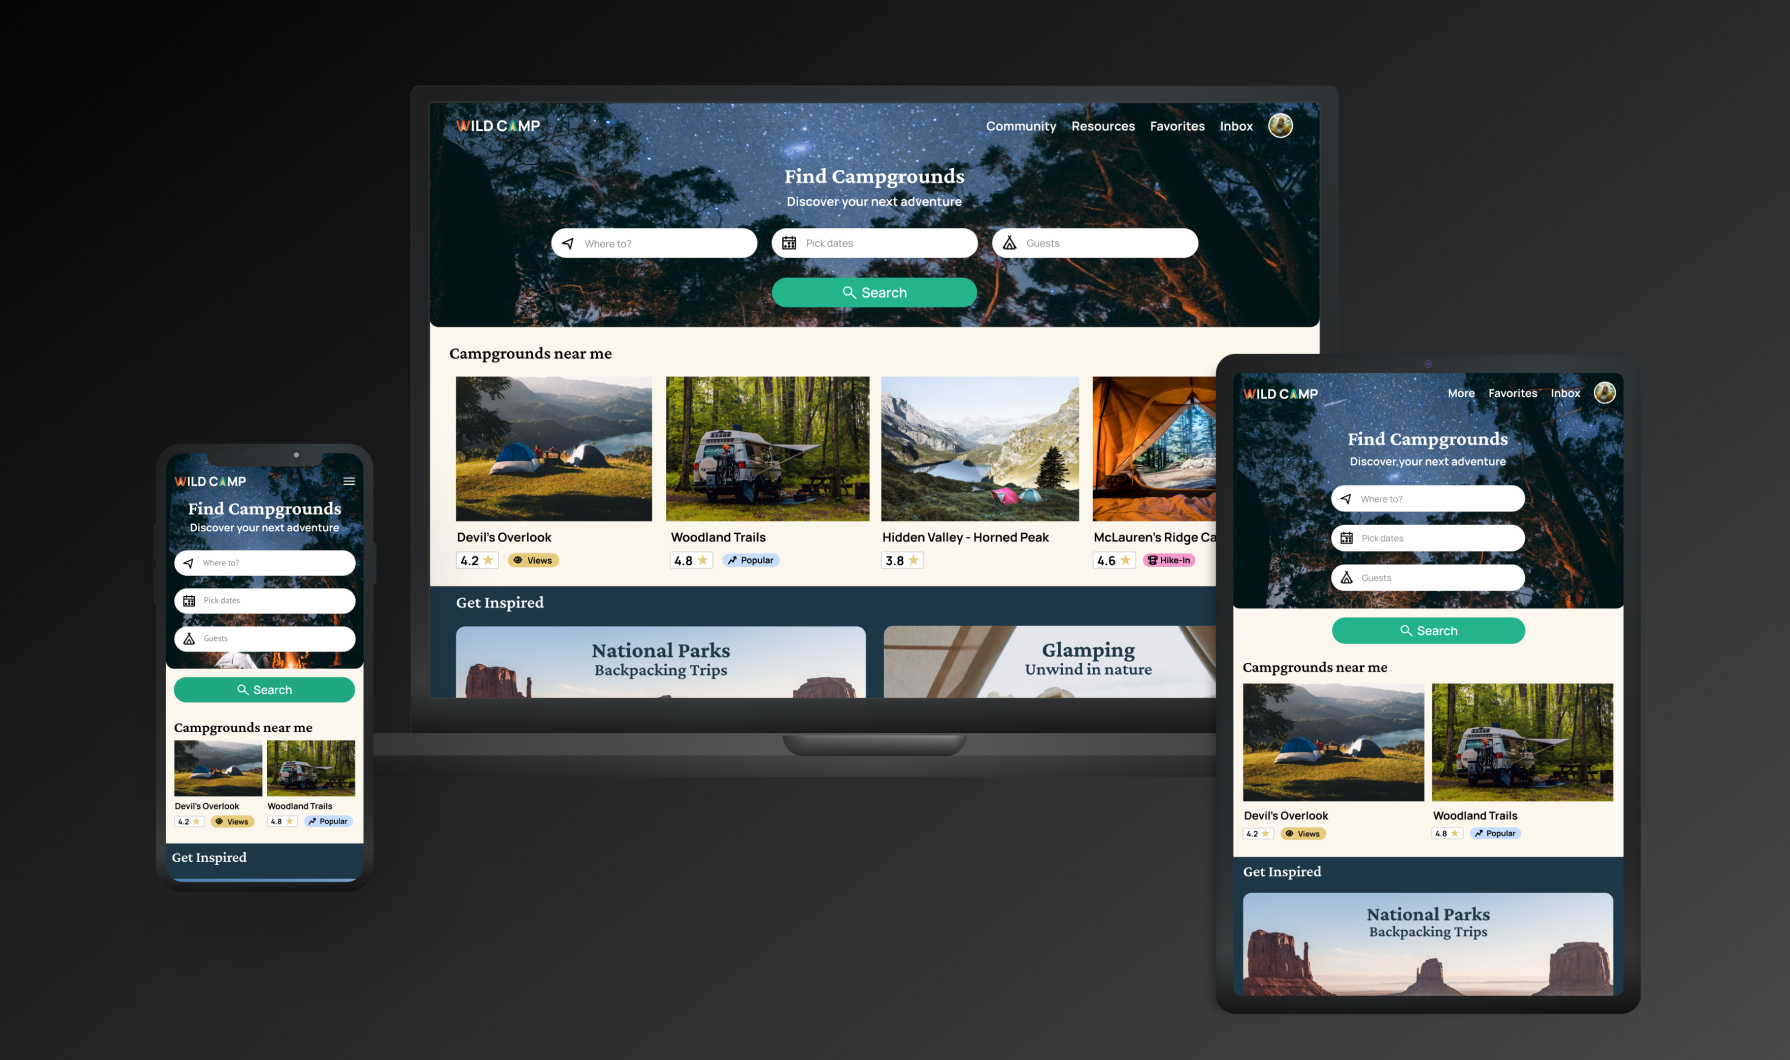 WILD CAMP
Community Resources Favorites Inbox
Find Campgrounds
Discover your next adventure
Where to? Pick dates Guests
Search
Campgrounds near me
Devil's Overlook Woodland Trails Hidden Valley - Horned Peak McLauren's Ridge Ca
4.2 Views 4.8 Popular 3.8 4.6 Hike-In
Get Inspired
National Parks
Backpacking Trips
Glamping
Unwind in nature
WILD CAMP
Find Campgrounds
Discover your next adventure
Where to?
Pick dates
Guests
Search
Campgrounds near me
Devil's Overlook Woodland Trails
4.2 Views 4.8 Popular
Get Inspired
WILD CAMP More Favorites Inbox
Find Campgrounds
Discover your next adventure
Where to?
Pick dates
Guests
Search
Campgrounds near me
Devil's Overlook Woodland Trails
4.2 Views 4.8 Popular
Get Inspired
National Parks
Backpacking Trips